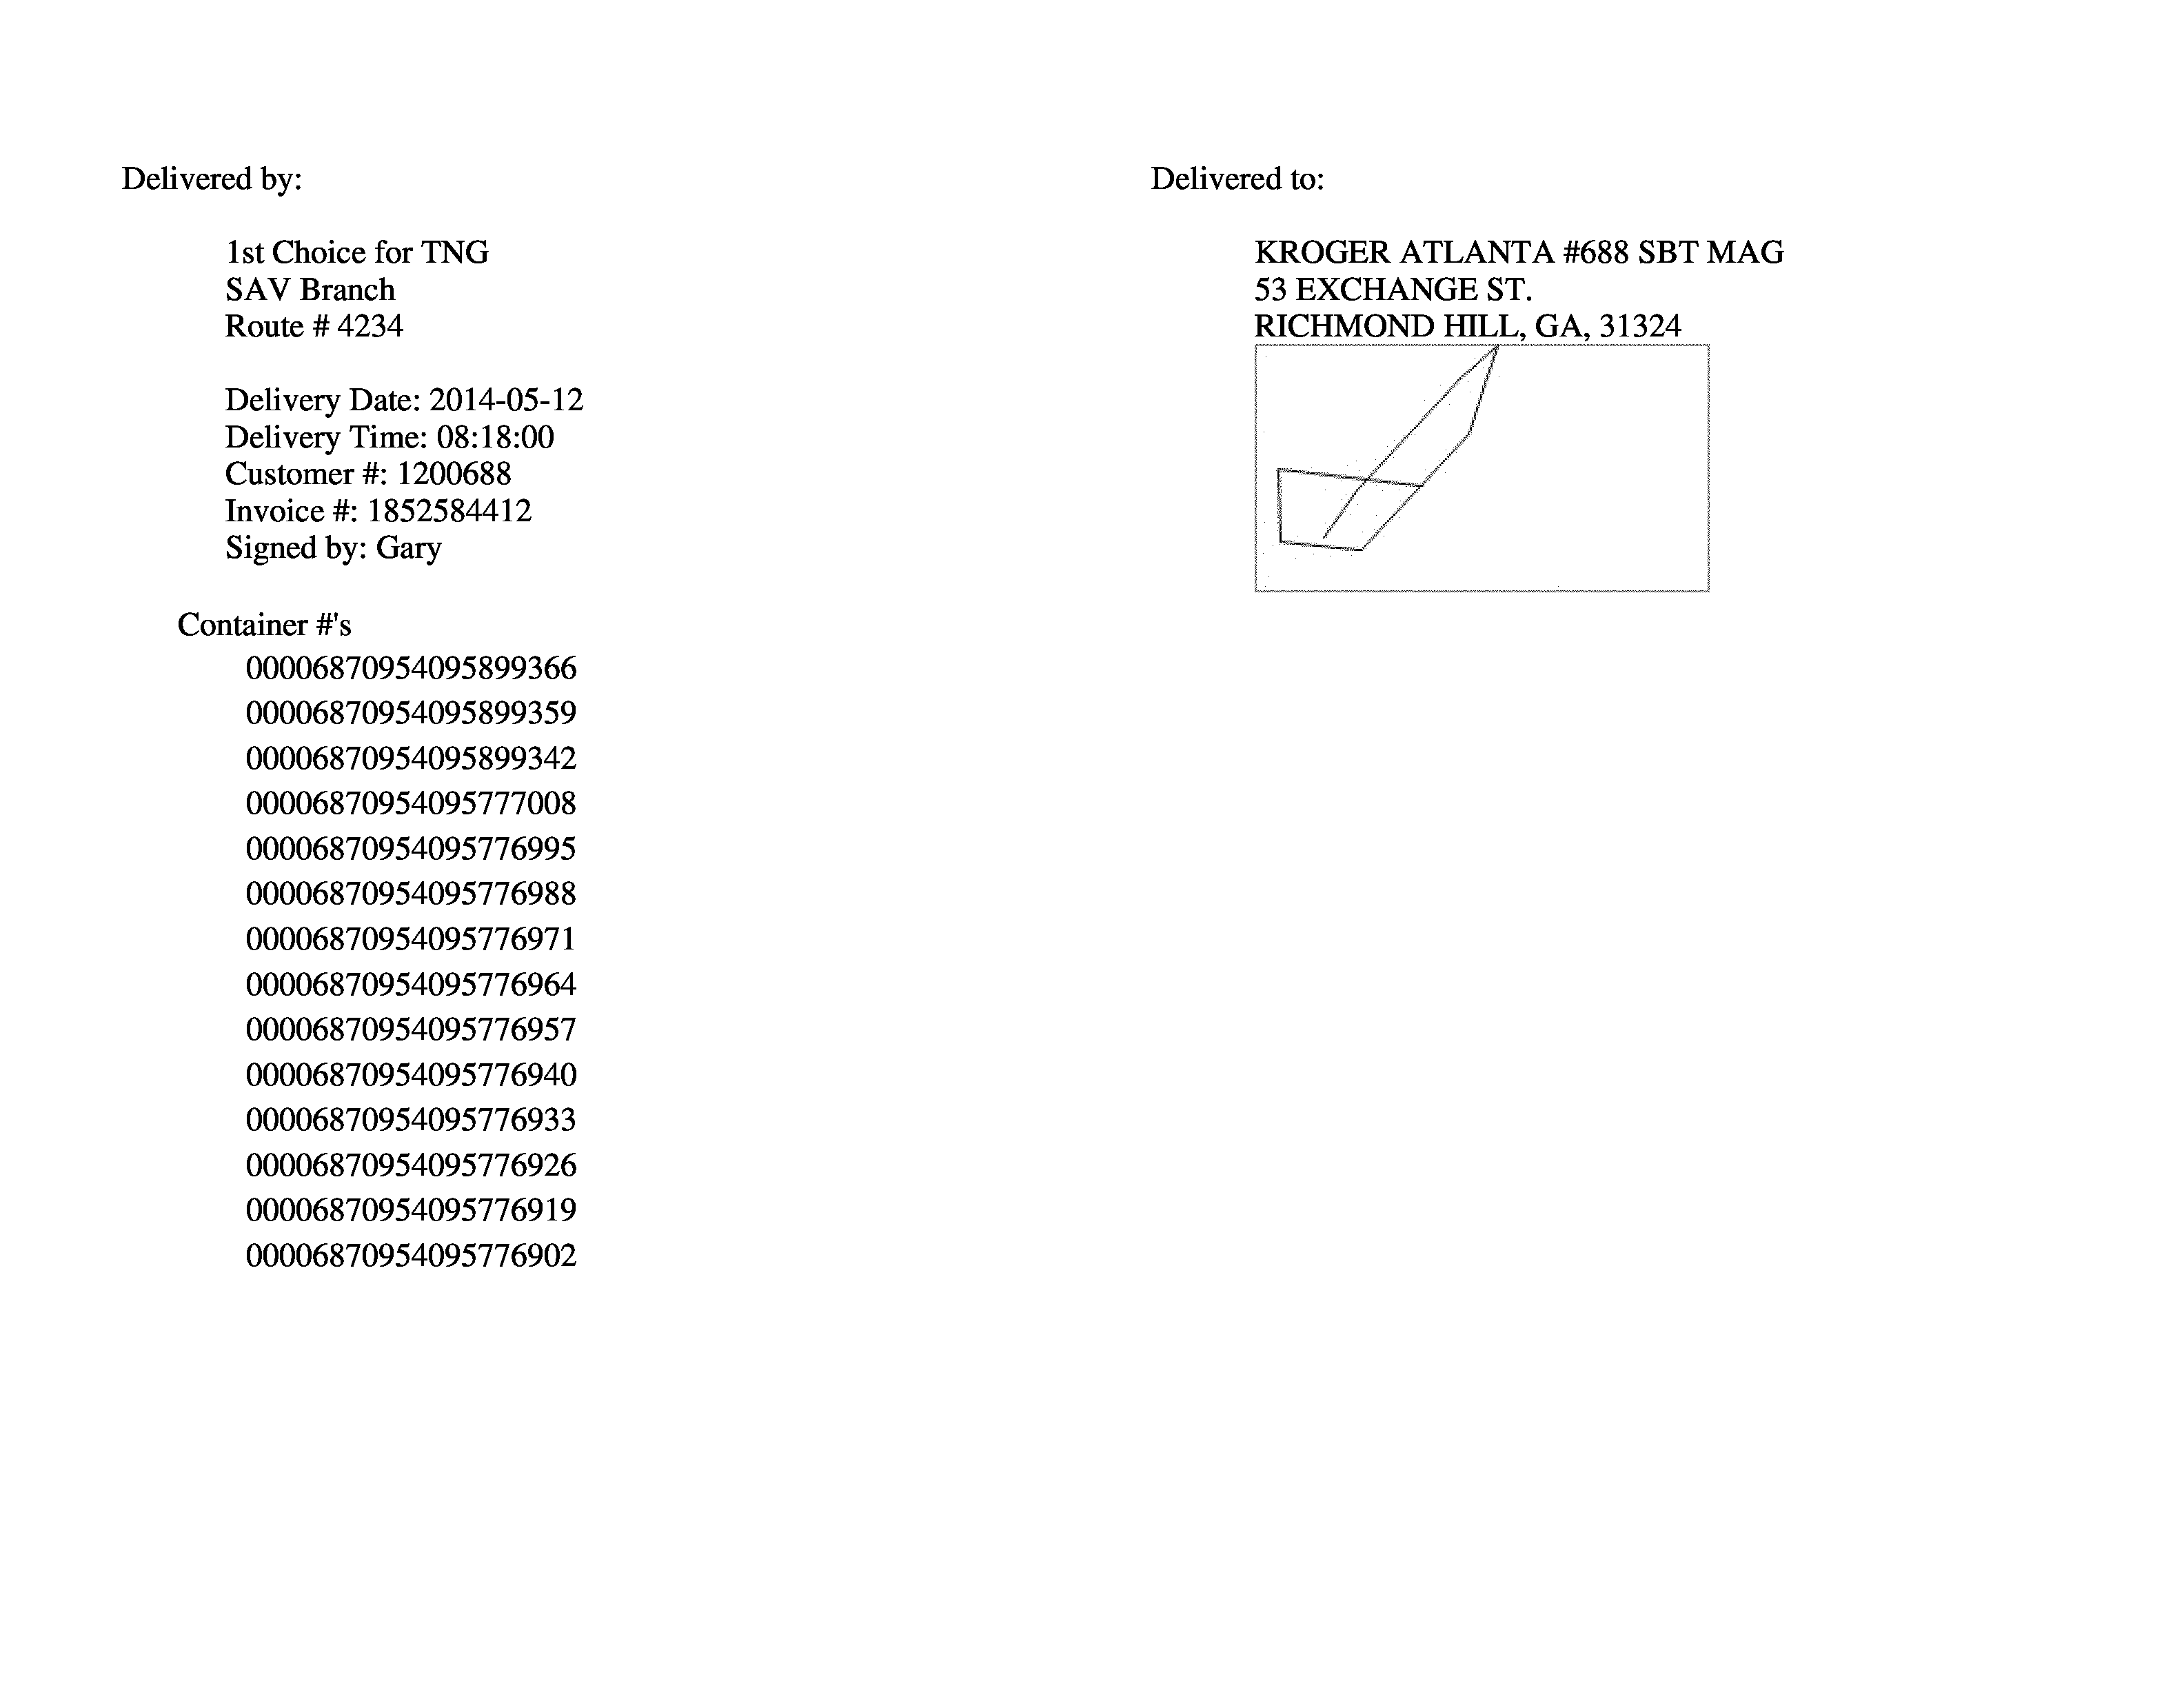 Delivered by:
1st Choice for TNG
SAV Branch
Route # 4234
Delivery Date: 2014-05-12
Delivery Time: 08:18:00
Customer #: 1200688
Invoice #: 1852584412
Signed by: Gary
Container #'s
00006870954095899366
00006870954095899359
00006870954095899342
00006870954095777008
00006870954095776995
00006870954095776988
00006870954095776971
00006870954095776964
00006870954095776957
00006870954095776940
00006870954095776933
00006870954095776926
00006870954095776919
00006870954095776902
Delivered to:
KROGER ATLANTA #688 SBT MAG
53 EXCHANGE ST.
RICHMOND HILL, GA, 31324